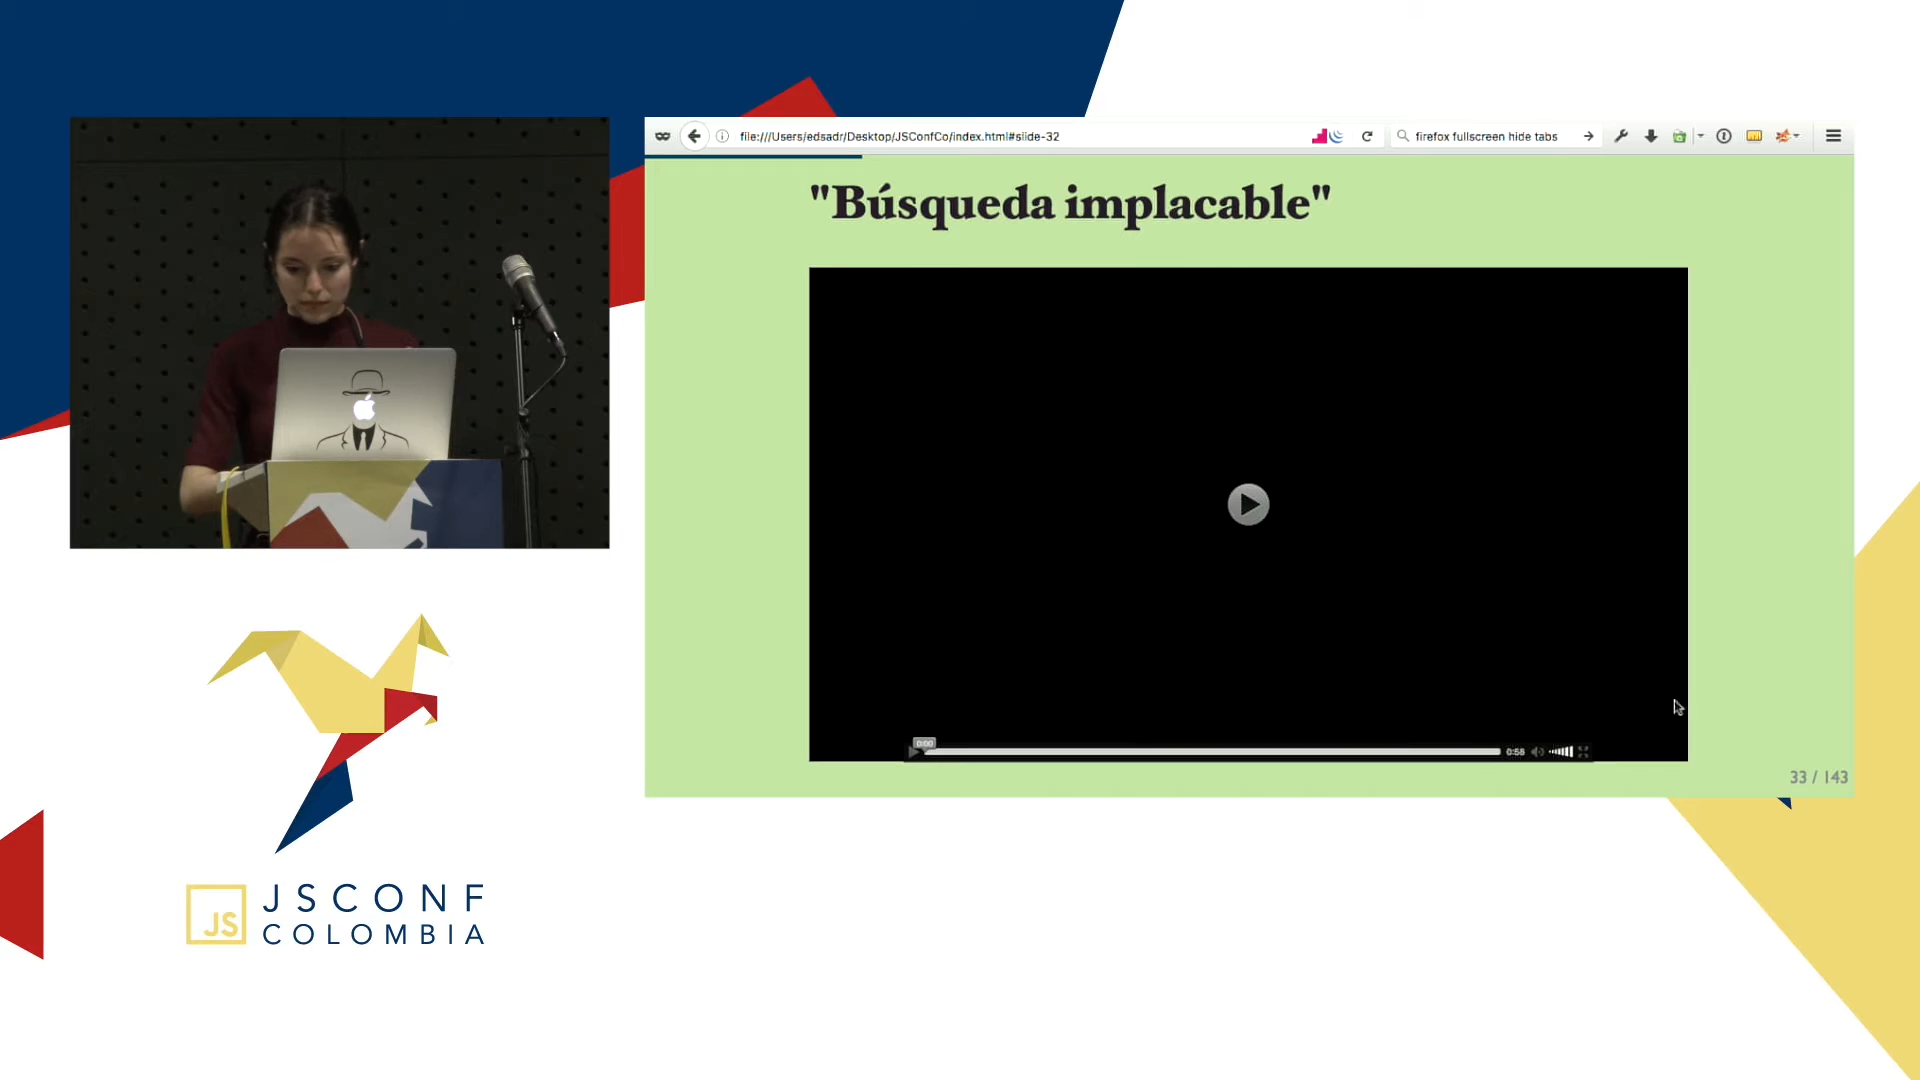 file:///Users/edsadr/Desktop/JSConfCo/index.html#slide-32
firefox fullscreen hide tabs
"Búsqueda implacable"
0:00
0:58
33 / 143
JS
JSCONF
COLOMBIA